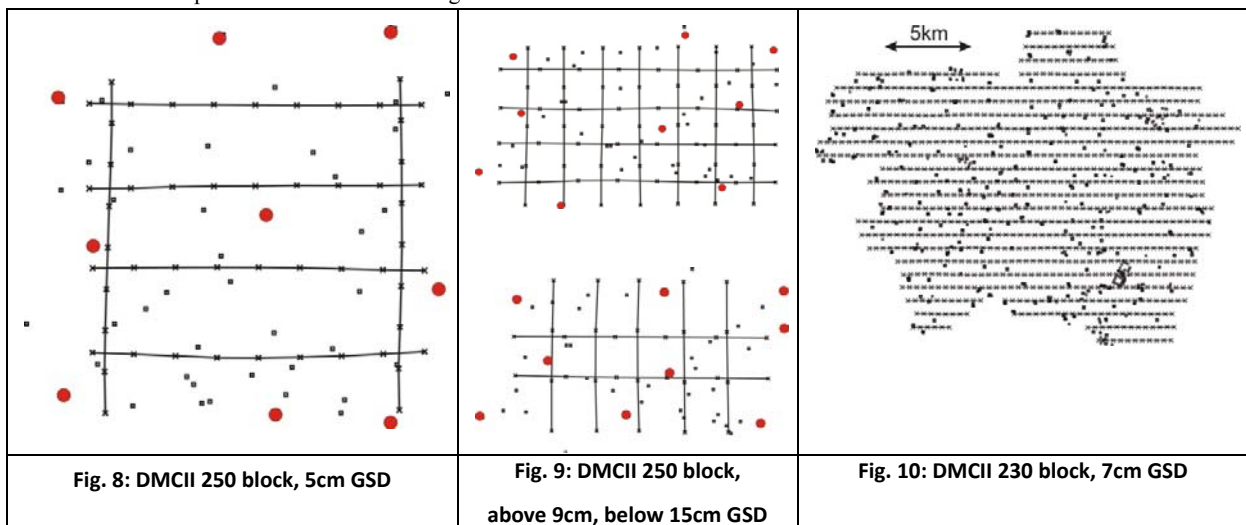 5km
Fig. 8: DMCII 250 block, 5cm GSD
Fig. 9: DMCII 250 block,
above 9cm, below 15cm GSD
Fig. 10: DMCII 230 block, 7cm GSD